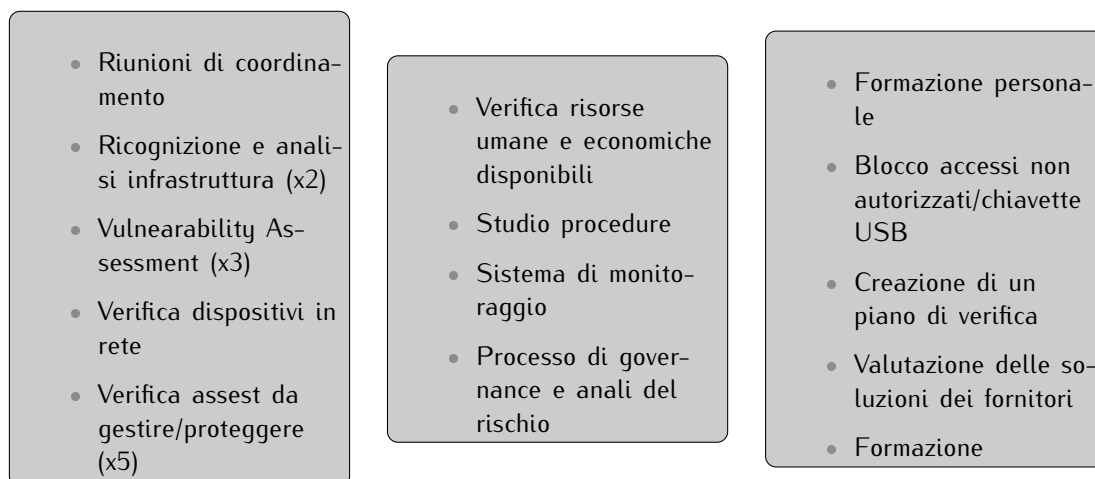 Riunioni di coordina-
mento
Ricognizione e anali-
si infrastruttura (x2)
Vulnearability As-
sessment (x3)
Verifica dispositivi in
rete
Verifica assest da
gestire/proteggere
(x5)
Verifica risorse
umane e economiche
disponibili
Studio procedure
Sistema di monito-
raggio
Processo di gover-
nance e anali del
rischio
Formazione persona-
le
Blocco accessi non
autorizzati/chiavette
USB
Creazione di un
piano di verifica
Valutazione delle so-
luzioni dei fornitori
Formazione